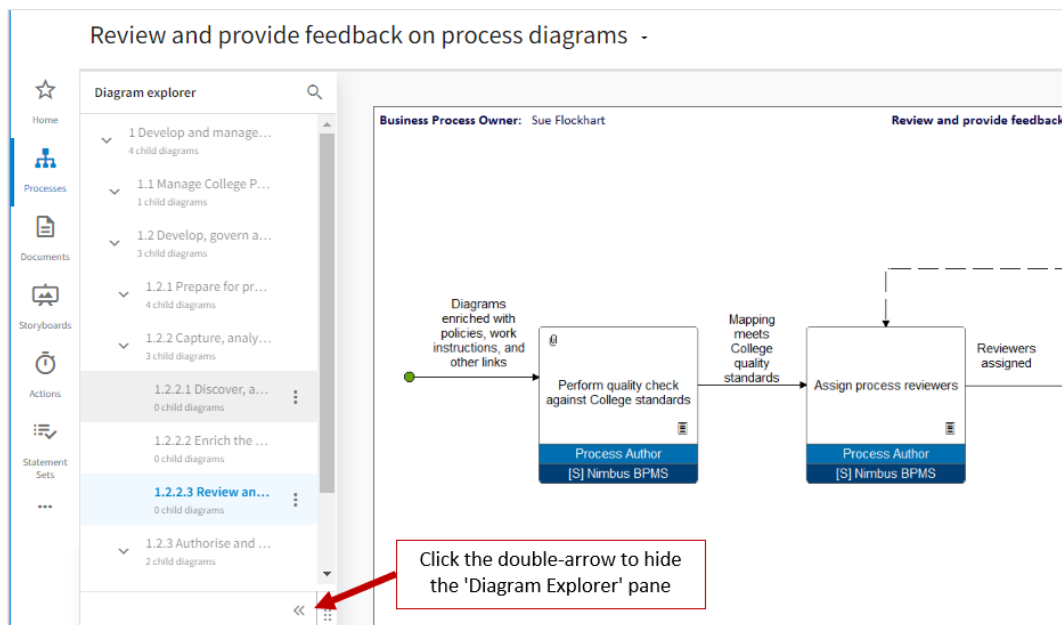 Review and provide feedback on process diagrams
Home
Processes
Documents
Storyboards
Actions
Statement
Sets
Diagram explorer
1 Develop and manage...
4 child diagrams
1.1 Manage College P...
1 child diagrams
1.2 Develop, govern a...
3 child diagrams
1.2.1 Prepare for pr...
4 child diagrams
1.2.2 Capture, analy...
3 child diagrams
1.2.2.1 Discover, a...
0 child diagrams
1.2.2.2 Enrich the ...
0 child diagrams
1.2.2.3 Review an...
0 child diagrams
1.2.3 Authorise and ...
2 child diagrams
Business Process Owner: Sue Flockhart
Review and provide feedback
Diagrams
enriched with
policies, work
instructions, and
other links
Perform quality check
against College standards
Process Author
[S] Nimbus BPMS
Mapping
meets
College
quality
standards
Assign process reviewers
Process Author
[S] Nimbus BPMS
Reviewers
assigned
Click the double-arrow to hide
the 'Diagram Explorer' pane